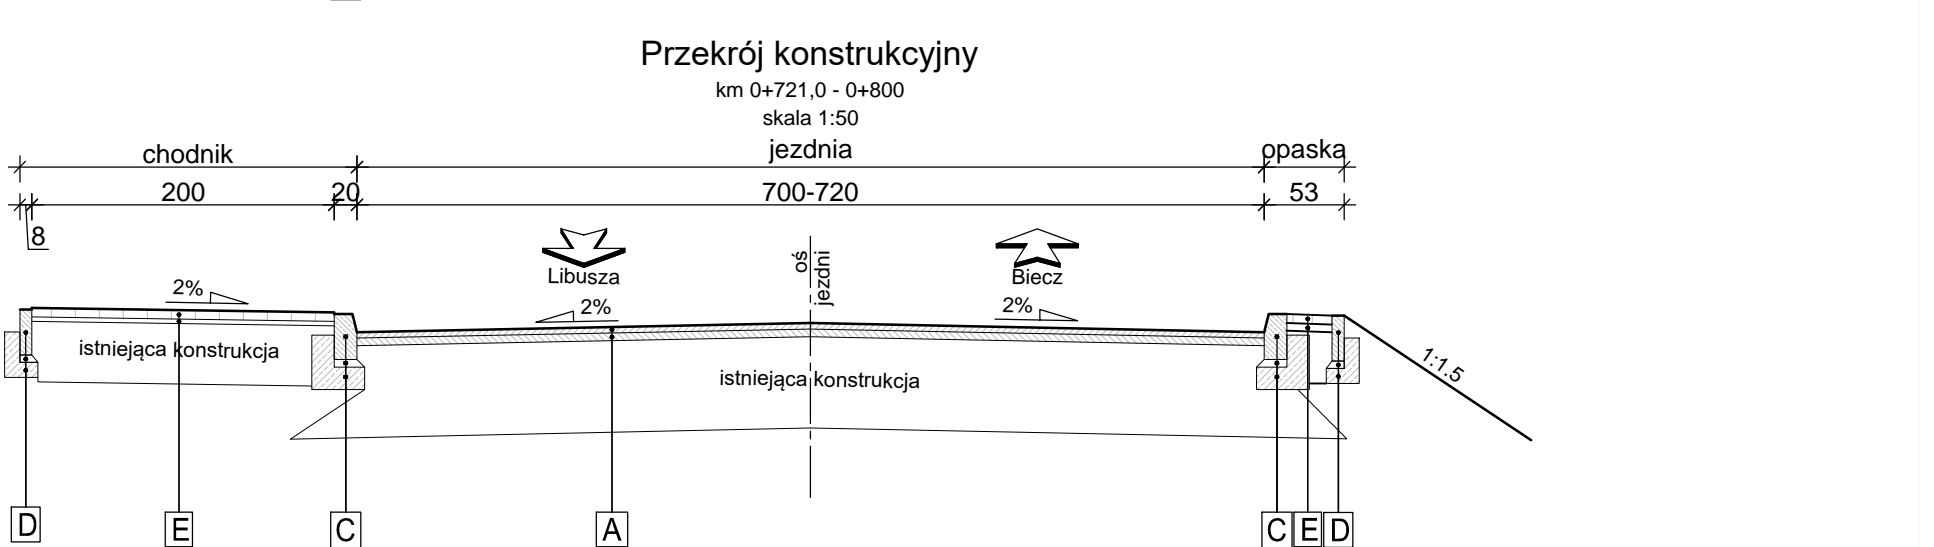 Przekrój konstrukcyjny
km 0+721,0 - 0+800
skala 1:50
chodnik jezdnia opaska
200 20 700-720 53
8
Libusza oś jezdni Biecz
2% 2% 2%
istniejąca konstrukcja istniejąca konstrukcja 1:1.5
D E C A C E D